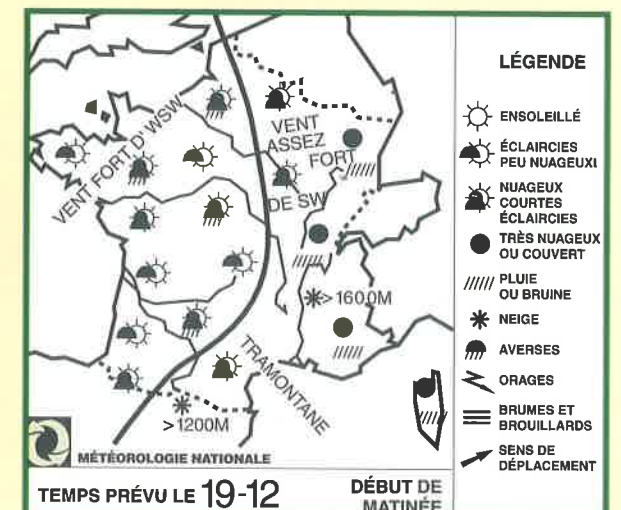 VENT FORT D'WSW
VENT
ASSEZ
FORT
DE SW
>1600M
TRAMONTANE
>1200M
MÉTÉOROLOGIE NATIONALE
TEMPS PRÉVU LE 19-12
DÉBUT DE
MATINÉE
LÉGENDE
ENSOLEILLÉ
ÉCLAIRCIES
PEU NUAGEUXI
NUAGEUX
COURTES
ÉCLAIRCIES
TRÈS NUAGEUX
OU COUVERT
PLUIE
OU BRUINE
NEIGE
AVERSES
ORAGES
BRUMES ET
BROUILLARDS
SENS DE
DÉPLACEMENT